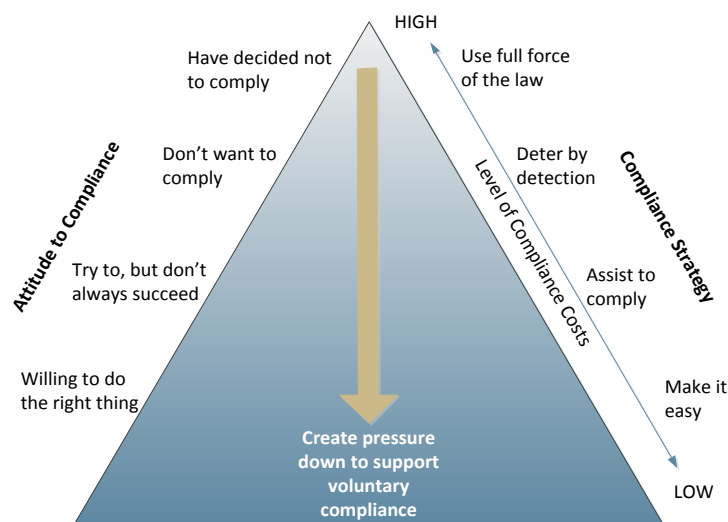 HIGH
Have decided not
to comply
Use full force
of the law
Don't want to
comply
Deter by
detection
Attitude to Compliance
Level of Compliance Costs
Compliance Strategy
Try to, but don't
always succeed
Assist to
comply
Willing to do
the right thing
Make it
easy
Create pressure
down to support
voluntary
compliance
LOW